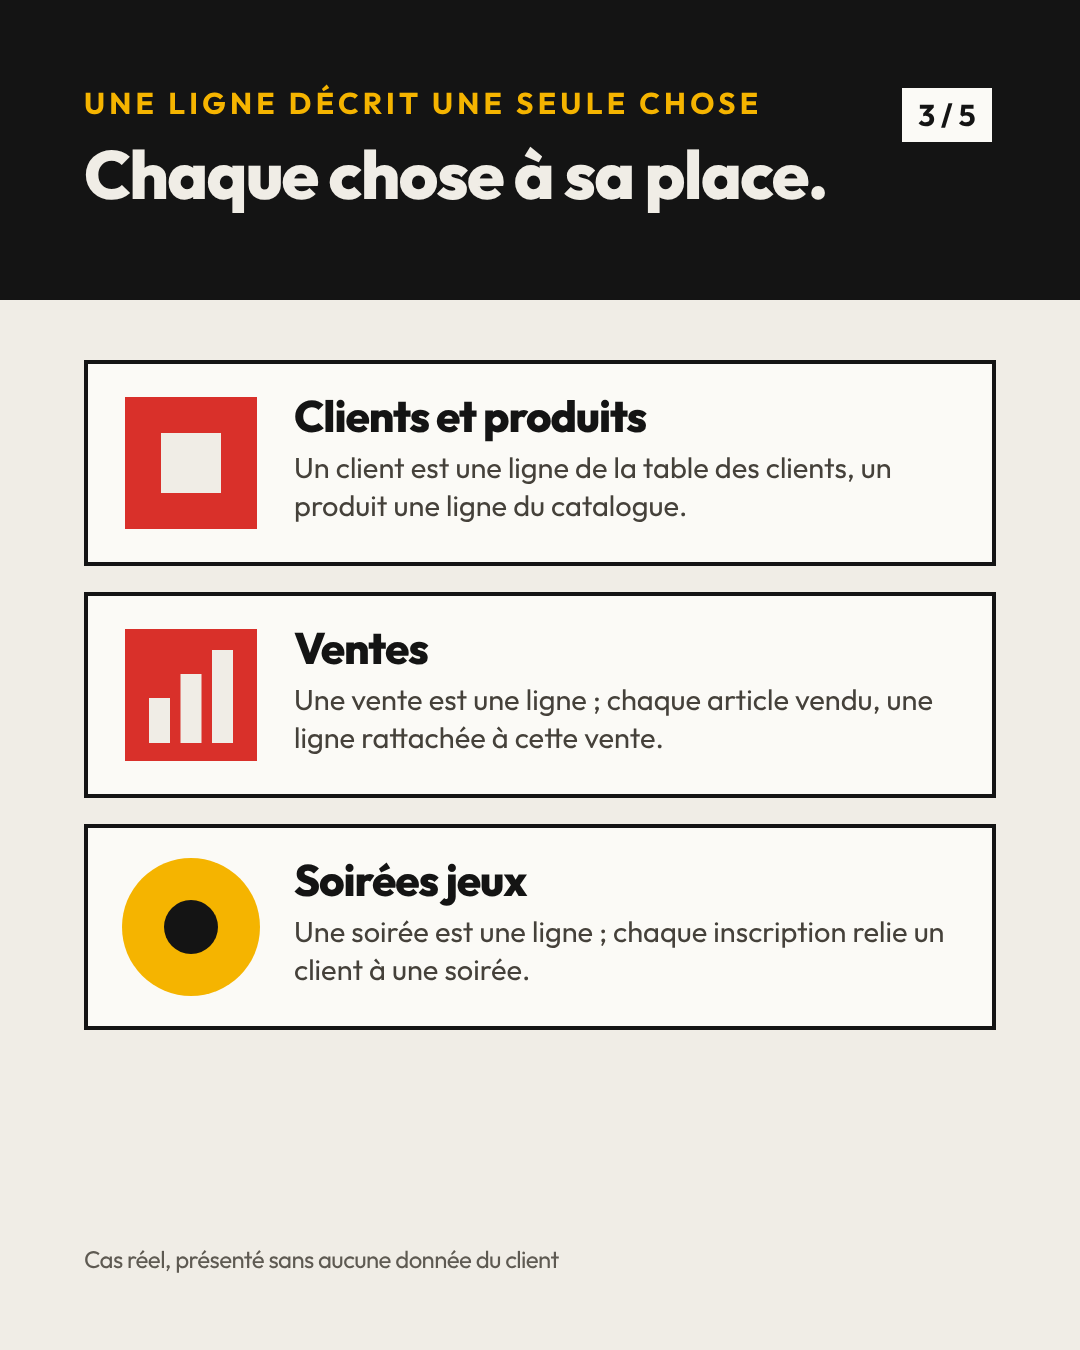 UNE LIGNE DÉCRIT UNE SEULE CHOSE
3 / 5
Chaque chose à sa place.
Clients et produits
Un client est une ligne de la table des clients, un
produit une ligne du catalogue.
Ventes
Une vente est une ligne ; chaque article vendu, une
ligne rattachée à cette vente.
Soirées jeux
Une soirée est une ligne ; chaque inscription relie un
client à une soirée.
Cas réel, présenté sans aucune donnée du client